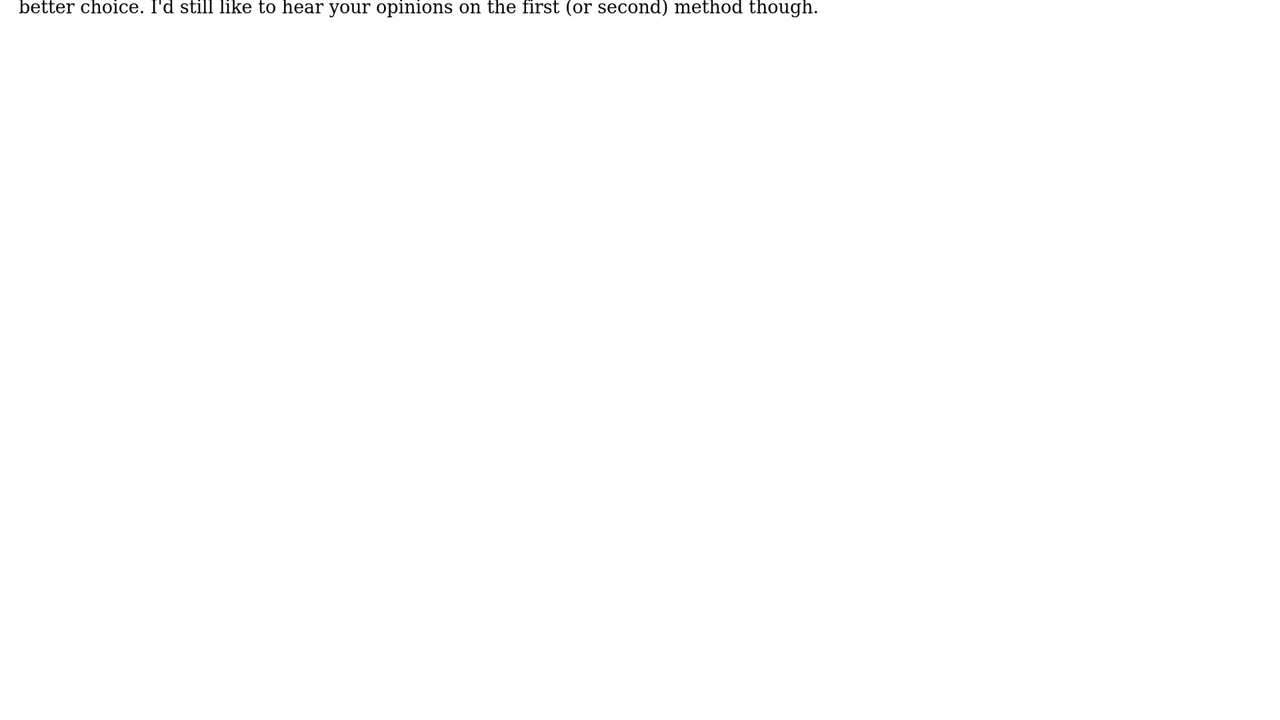 better choice. I'd still like to hear your opinions on the first (or second) method though.